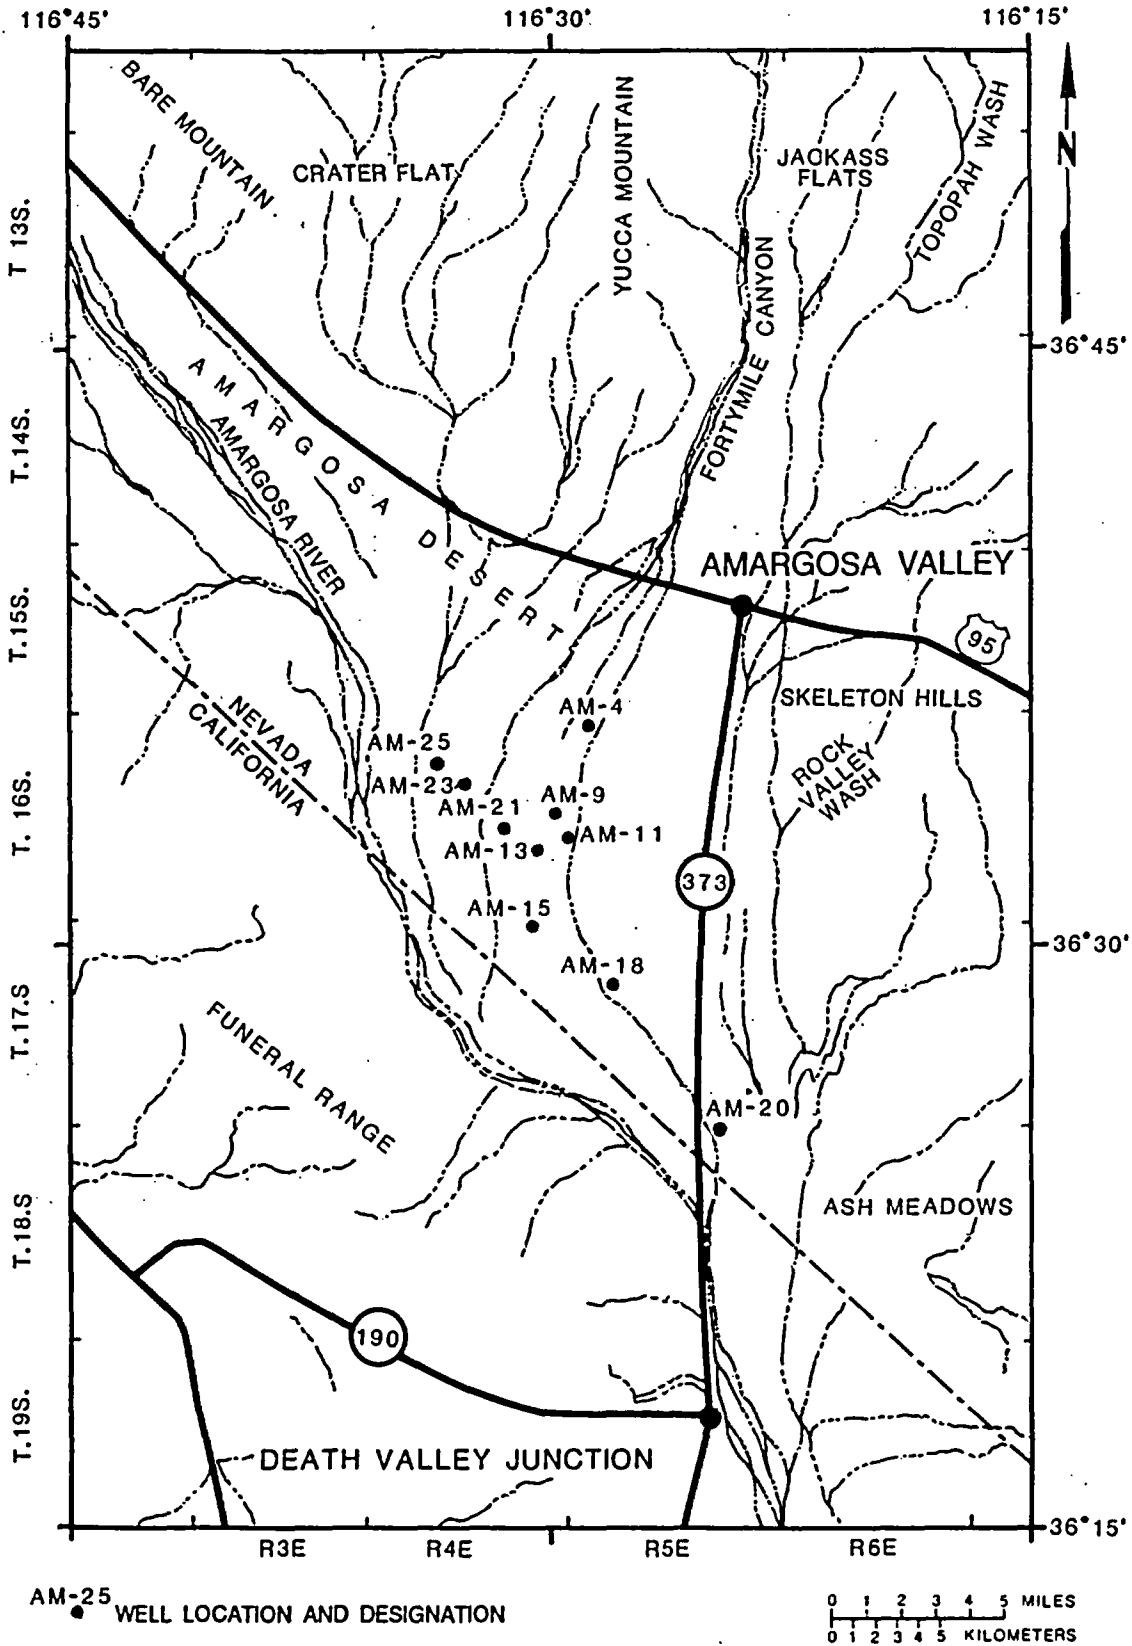 116°45'
116°30'
116°15'
BARE MOUNTAIN
CRATER FLAT
YUCCA MOUNTAIN
JACKASS
FLATS
TOPOPAH WASH
N
T 13S.
FORTYMILE CANYON
36°45'
AMARGOSA DESERT
AMARGOSA RIVER
T.14S.
AMARGOSA VALLEY
T.15S.
95
SKELETON HILLS
NEVADA
CALIFORNIA
AM-4
AM-25
AM-23
ROCK
VALLEY
WASH
T. 16S.
AM-21
AM-9
AM-11
AM-13
373
AM-15
36°30'
AM-18
T.17.S
FUNERAL RANGE
AM-20
ASH MEADOWS
T.18.S
190
T.19S.
DEATH VALLEY JUNCTION
36°15'
R3E
R4E
R5E
R6E
AM-25
WELL LOCATION AND DESIGNATION
0 1 2 3 4 5 MILES
0 1 2 3 4 5 KILOMETERS